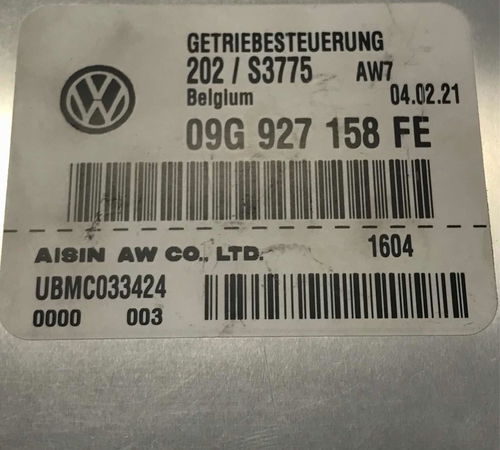 GETRIEBESTEUERUNG
202 / S3775 AW7
Belgium 04.02.21
09G 927 158 FE
AISIN AW CO., LTD. 1604
UBMC033424
0000 003